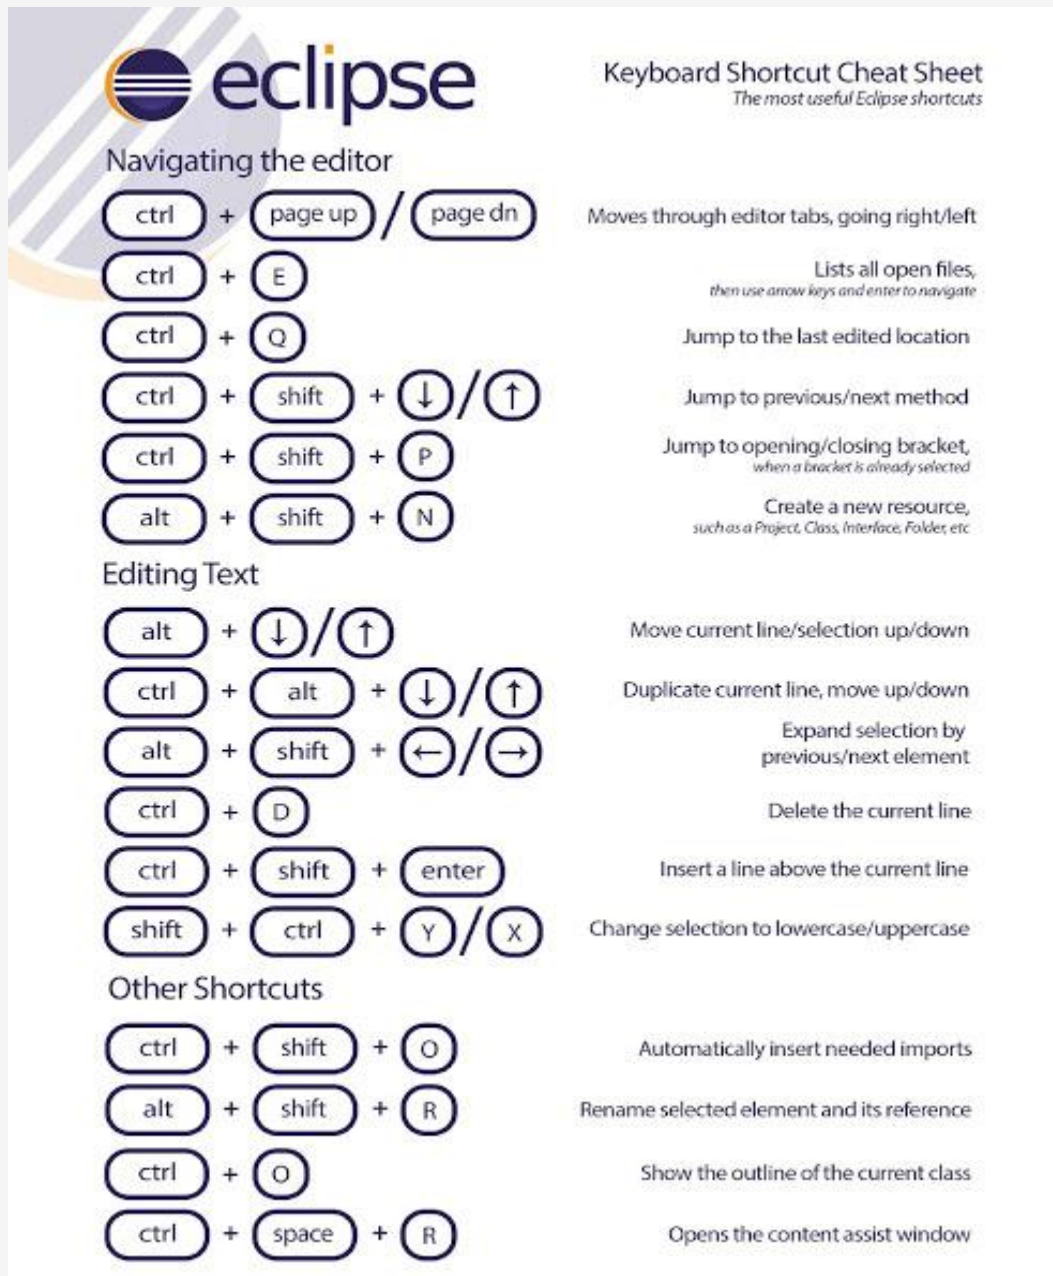 eclipse
Keyboard Shortcut Cheat Sheet
The most useful Eclipse shortcuts
Navigating the editor
ctrl + page up / page dn Moves through editor tabs, going right/left
ctrl + E Lists all open files,
then use arrow keys and enter to navigate
ctrl + Q Jump to the last edited location
ctrl + shift + ↓/↑ Jump to previous/next method
ctrl + shift + P Jump to opening/closing bracket,
when a bracket is already selected
alt + shift + N Create a new resource,
such as a Project, Class, Interface, Folder, etc
Editing Text
alt + ↓/↑ Move current line/selection up/down
ctrl + alt + ↓/↑ Duplicate current line, move up/down
alt + shift + ←/→ Expand selection by
previous/next element
ctrl + D Delete the current line
ctrl + shift + enter Insert a line above the current line
shift + ctrl + Y/X Change selection to lowercase/uppercase
Other Shortcuts
ctrl + shift + O Automatically insert needed imports
alt + shift + R Rename selected element and its reference
ctrl + O Show the outline of the current class
ctrl + space + R Opens the content assist window